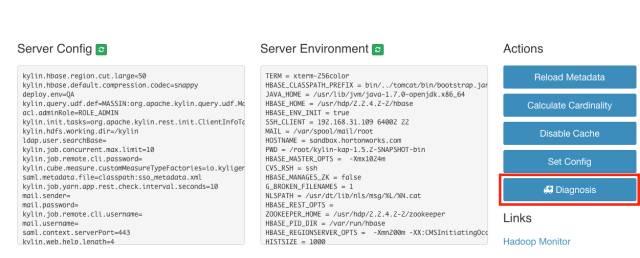 Server Config
kylin.hbase.region.cut.large=50
kylin.hbase.default.compression.codec=snappy
deploy.env=QA
kylin.query.udf.def=MASSIN:org.apache.kylin.query.udf.Mc
acl.adminRole=ROLE_ADMIN
kylin.init.tasks=org.apache.kylin.rest.init.ClientInfoTo
kylin.hdfs.working.dir=/kylin
ldap.user.searchBase=
kylin.job.concurrent.max.limit=10
kylin.job.remote.cli.password=
kylin.cube.measure.customMeasureTypeFactories=io.kyligen
saml.metadata.file=classpath:sso_metadata.xml
kylin.job.yarn.app.rest.check.interval.seconds=10
mail.sender=
mail.password=
kylin.job.remote.cli.username=
mail.username=
saml.context.serverPort=443
kylin.web.help.length=4
Server Environment
TERM = xterm-256color
HBASE_CLASSPATH_PREFIX = bin/../tomcat/bin/bootstrap.jar
JAVA_HOME = /usr/lib/jvm/java-1.7.0-openjdk.x86_64
HBASE_HOME = /usr/hdp/2.2.4.2-2/hbase
HBASE_ENV_INIT = true
SSH_CLIENT = 192.168.31.109 64002 22
MAIL = /var/spool/mail/root
HOSTNAME = sandbox.hortonworks.com
PWD = /root/kylin-kap-1.5.2-SNAPSHOT-bin
HBASE_MASTER_OPTS = -Xmx1024m
CVS_RSH = ssh
HBASE_MANAGES_ZK = false
G_BROKEN_FILENAMES = 1
NLSPATH = /usr/dt/lib/nls/msg/%L/%N.cat
HBASE_REST_OPTS =
ZOOKEEPER_HOME = /usr/hdp/2.2.4.2-2/zookeeper
HBASE_PID_DIR = /var/run/hbase
HBASE_REGIONSERVER_OPTS = -Xmn200m -XX:CMSInitiatingOcc
HISTSIZE = 1000
Actions
Reload Metadata
Calculate Cardinality
Disable Cache
Set Config
Diagnosis
Links
Hadoop Monitor